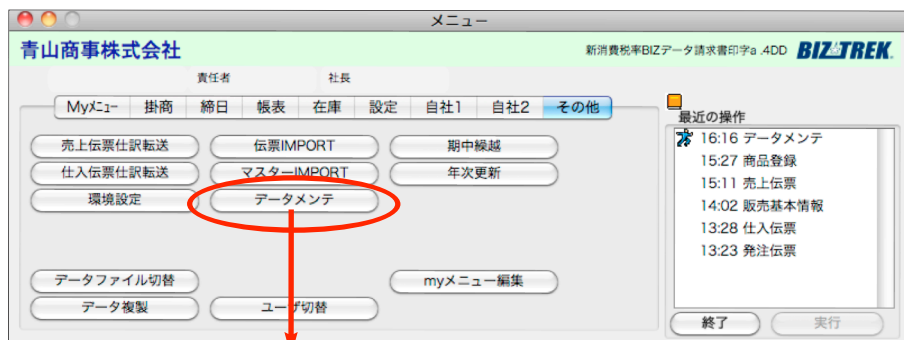 メニュー
青山商事株式会社 新消費税率BIZデータ請求書印字a .4DD BIZTREK.
責任者 社長
Myメニュー 掛商 締日 帳表 在庫 設定 自社1 自社2 その他
最近の操作
売上伝票仕訳転送 伝票IMPORT 期中繰越
16:16 データメンテ
仕入伝票仕訳転送 マスターIMPORT 年次更新
15:27 商品登録
環境設定 データメンテ
15:11 売上伝票
14:02 販売基本情報
13:28 仕入伝票
13:23 発注伝票
データファイル切替 myメニュー編集
データ複製 ユーザ切替
終了 実行